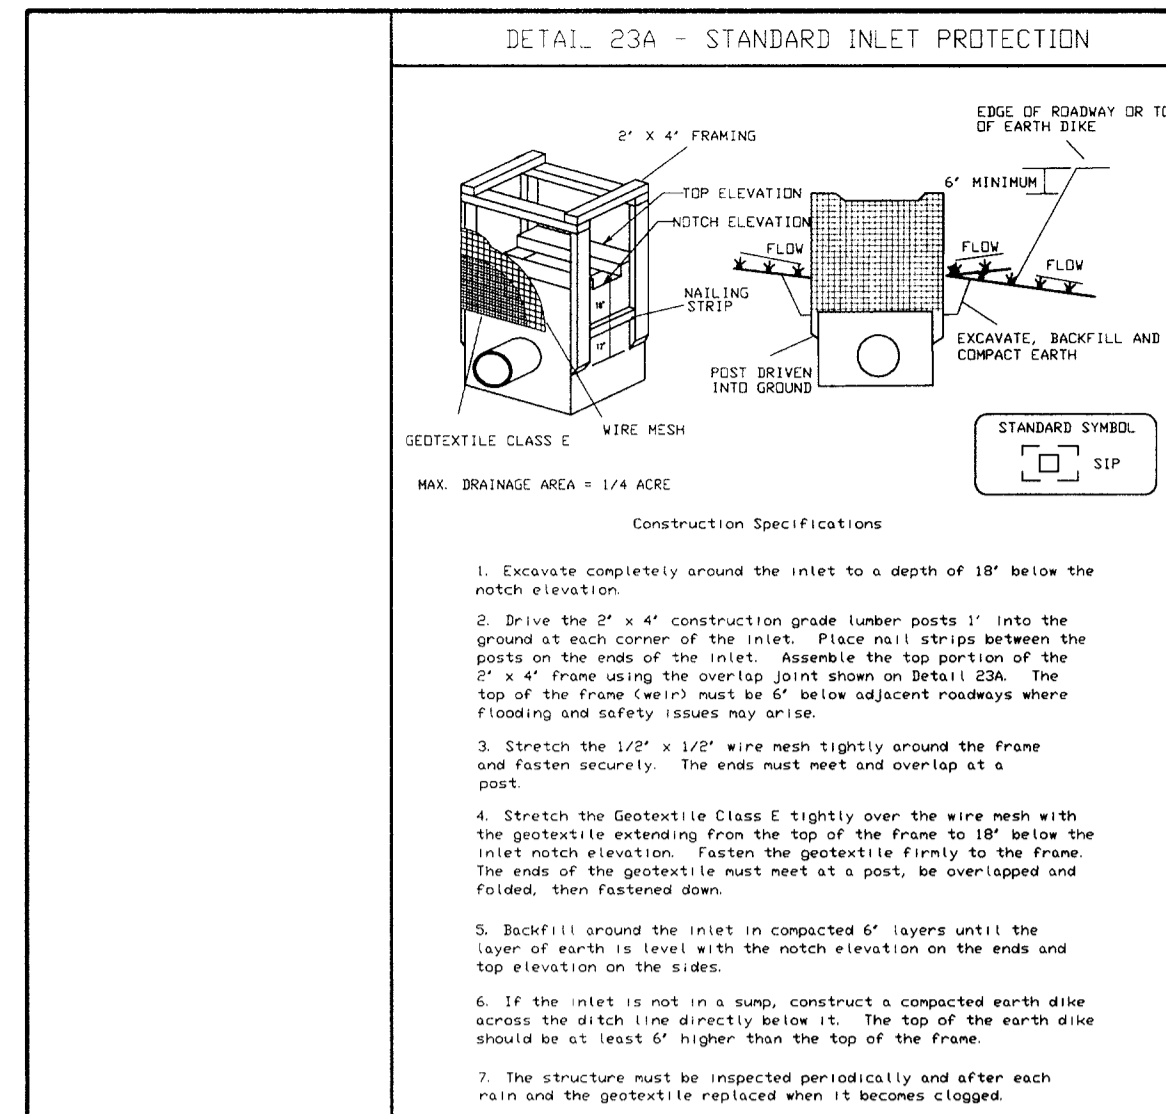 DETAIL 23A - STANDARD INLET PROTECTION
EDGE OF ROADWAY OR TO
OF EARTH DIKE
2' X 4' FRAMING
6' MINIMUM
TOP ELEVATION
NOTCH ELEVATION
FLOW
FLOW
FLOW
NAILING
STRIP
18'
12'
EXCAVATE, BACKFILL AND
COMPACT EARTH
POST DRIVEN
INTO GROUND
WIRE MESH
GEOTEXTILE CLASS E
STANDARD SYMBOL
SIP
MAX. DRAINAGE AREA = 1/4 ACRE
Construction Specifications
1. Excavate completely around the inlet to a depth of 18' below the
notch elevation.
2. Drive the 2' x 4' construction grade lumber posts 1' into the
ground at each corner of the inlet. Place nail strips between the
posts on the ends of the inlet. Assemble the top portion of the
2' x 4' frame using the overlap joint shown on Detail 23A. The
top of the frame (weir) must be 6' below adjacent roadways where
flooding and safety issues may arise.
3. Stretch the 1/2' x 1/2' wire mesh tightly around the frame
and fasten securely. The ends must meet and overlap at a
post.
4. Stretch the Geotextile Class E tightly over the wire mesh with
the geotextile extending from the top of the frame to 18' below the
inlet notch elevation. Fasten the geotextile firmly to the frame.
The ends of the geotextile must meet at a post, be overlapped and
folded, then fastened down.
5. Backfill around the inlet in compacted 6' layers until the
layer of earth is level with the notch elevation on the ends and
top elevation on the sides.
6. If the inlet is not in a sump, construct a compacted earth dike
across the ditch line directly below it. The top of the earth dike
should be at least 6' higher than the top of the frame.
7. The structure must be inspected periodically and after each
rain and the geotextile replaced when it becomes clogged.